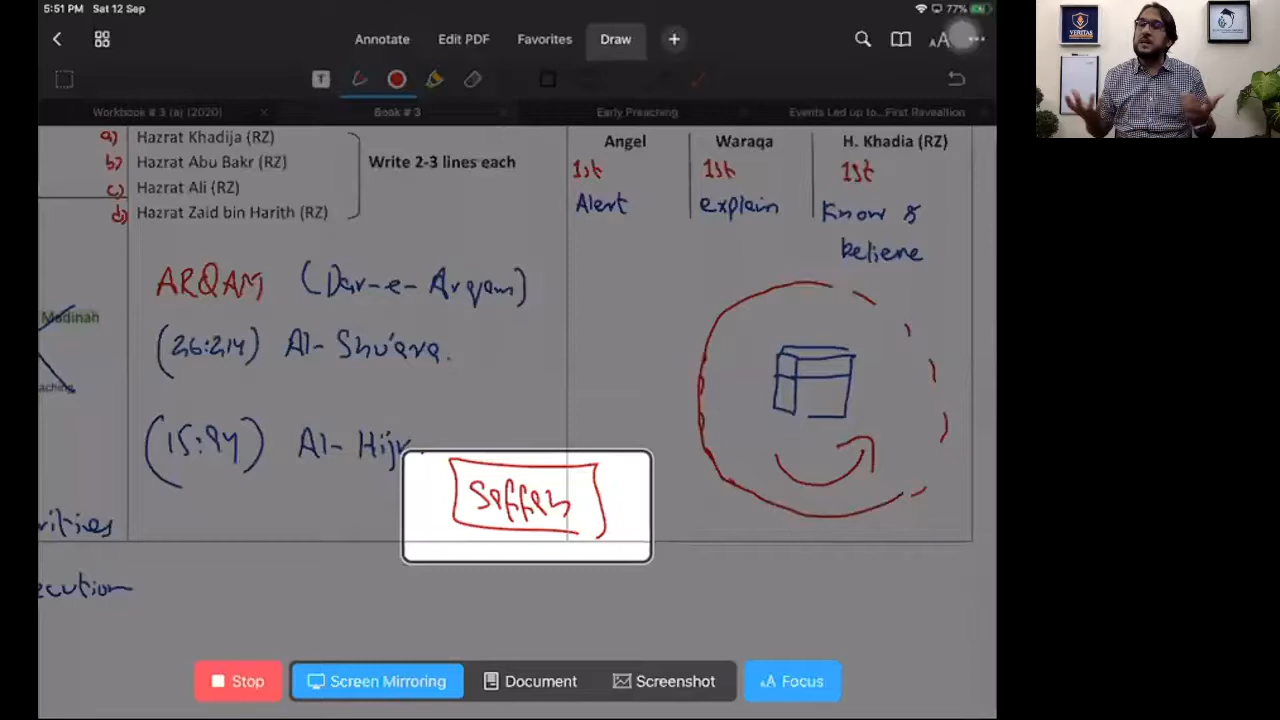 5:51 PM Sat 12 Sep 77%
Annotate Edit PDF Favorites Draw
T
Workbook # 3 (a) (2020) Book # 3 Early Preaching Events Led up to...First Revealtion
a) Hazrat Khadija (RZ)
b) Hazrat Abu Bakr (RZ)
c) Hazrat Ali (RZ)
d) Hazrat Zaid bin Harith (RZ)
Write 2-3 lines each
Angel Waraqa H. Khadia (RZ)
1st 1st 1st
Alert explain Know &
believe
ARQAM (Dar-e-Arqam)
(26:214) Al-Shu'ara.
Madinah
aching
(15:94) Al-Hijr
Saffah
ecution
Stop Screen Mirroring Document Screenshot AA Focus
VERITAS